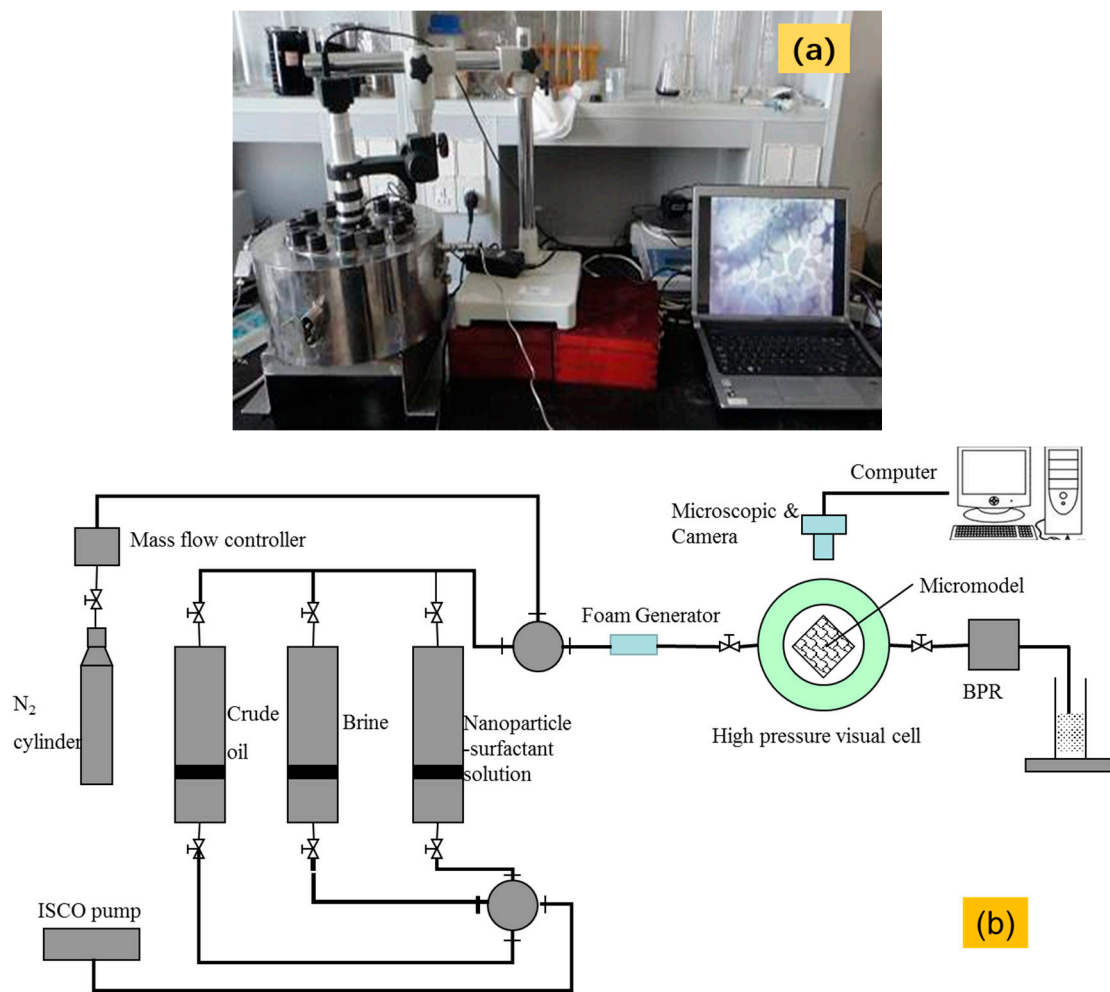 (a)
Computer
Microscopic &
Camera
Mass flow controller
Micromodel
Foam Generator
N2
cylinder
Crude
oil
Brine
Nanoparticle
-surfactant
solution
BPR
High pressure visual cell
ISCO pump
(b)